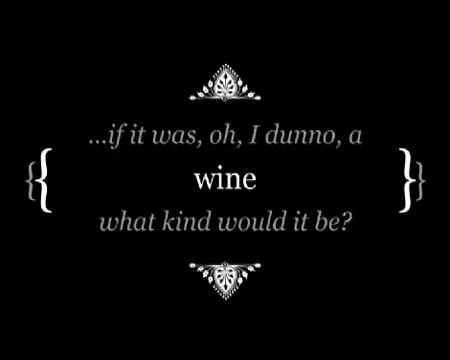 ...if it was, oh, I dunno, a
wine
what kind would it be?